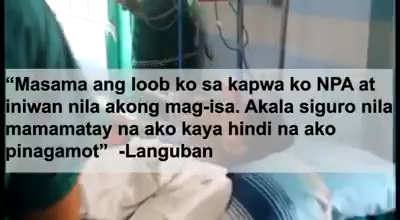 “Masama ang loob ko sa kapwa ko NPA at
iniwan nila akong mag-isa. Akala siguro nila
mamamatay na ako kaya hindi na ako
pinagamot” -Languban